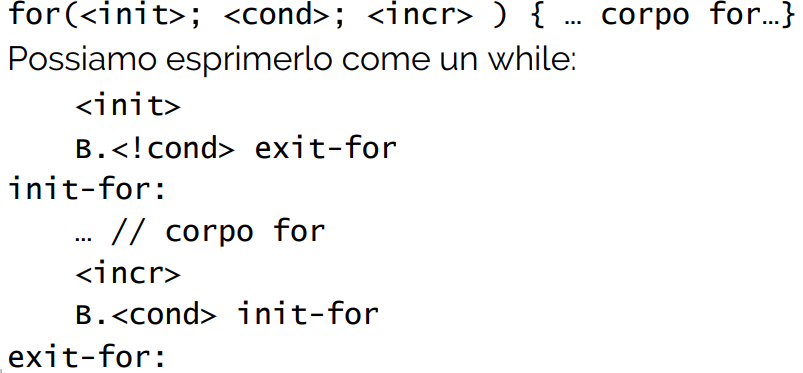 for(<init>; <cond>; <incr> ) { … corpo for…}
Possiamo esprimerlo come un while:
<init>
B.<!cond> exit-for
init-for:
… // corpo for
<incr>
B.<cond> init-for
exit-for: